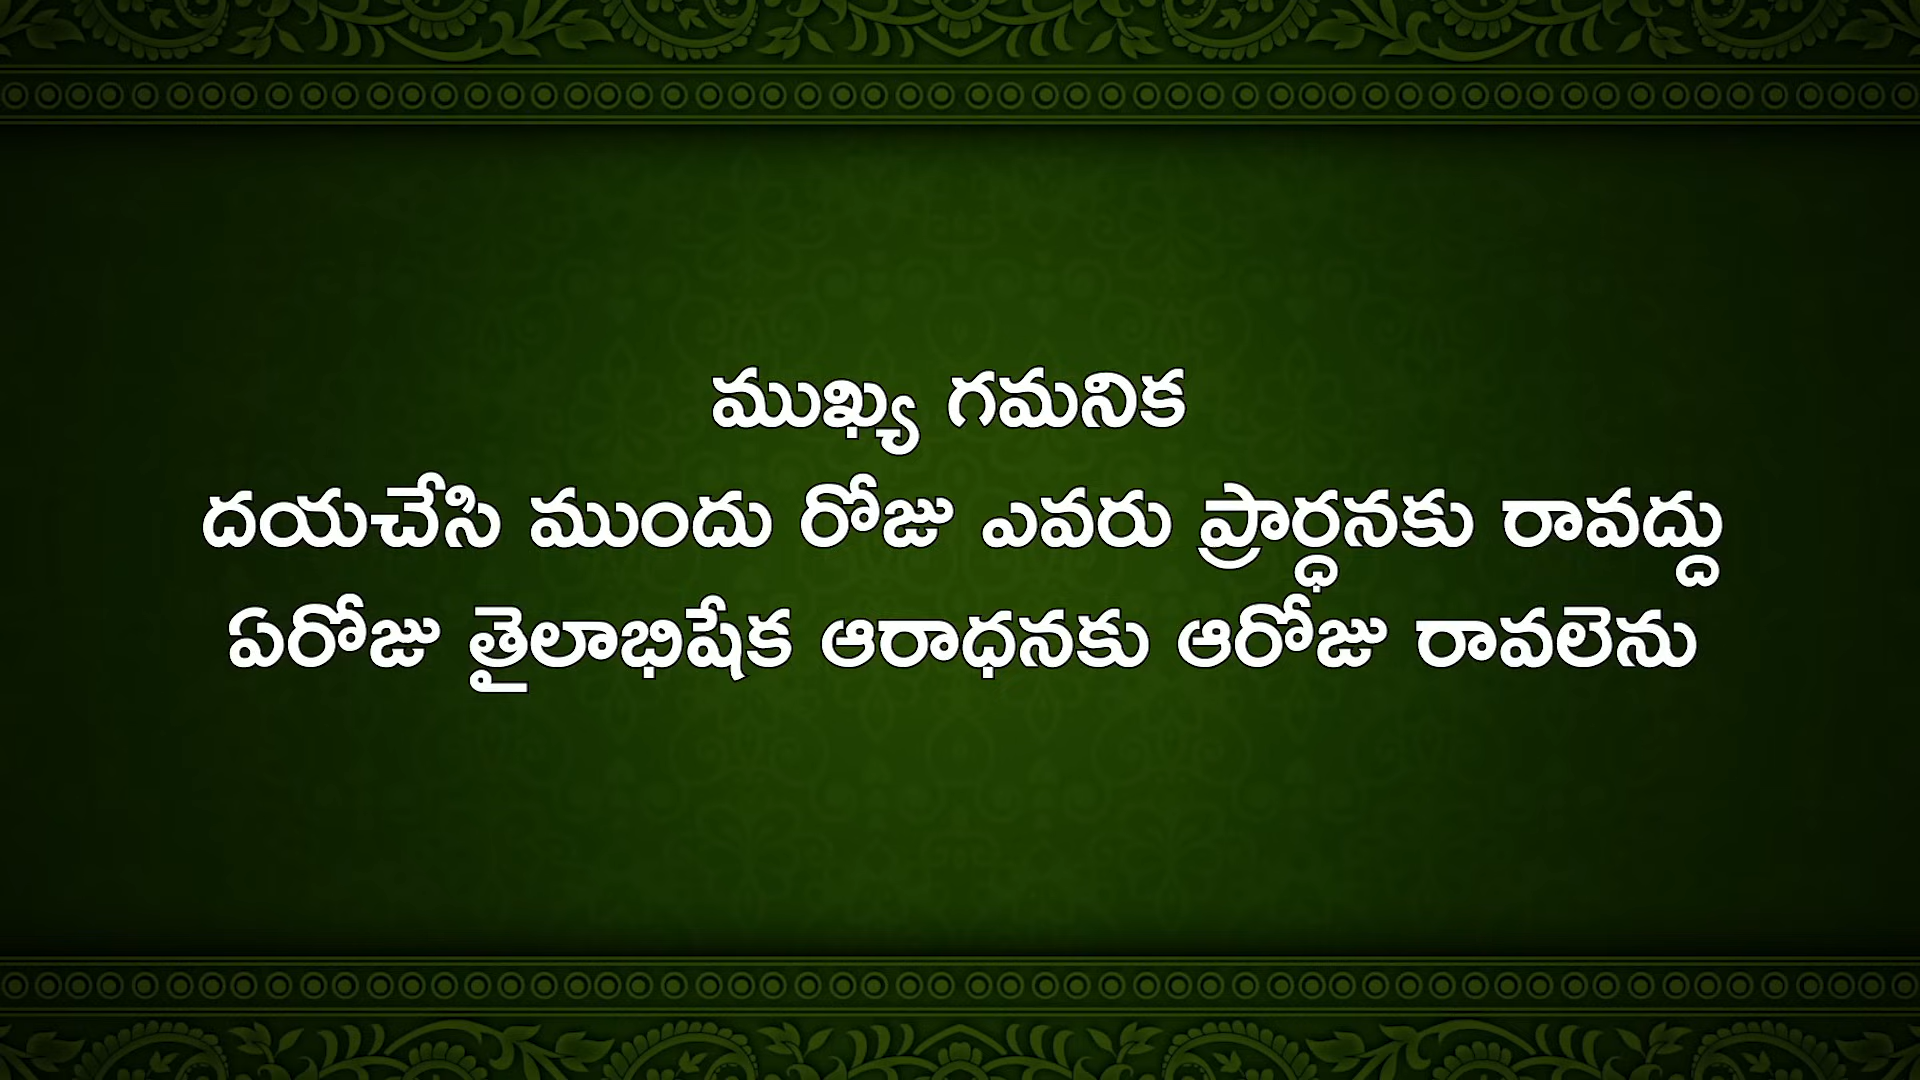 ముఖ్య గమనిక
దయచేసి ముందు రోజు ఎవరు ప్రార్ధనకు రావద్దు
ఏరోజు తైలాభిషేక ఆరాధనకు ఆరోజు రావలెను